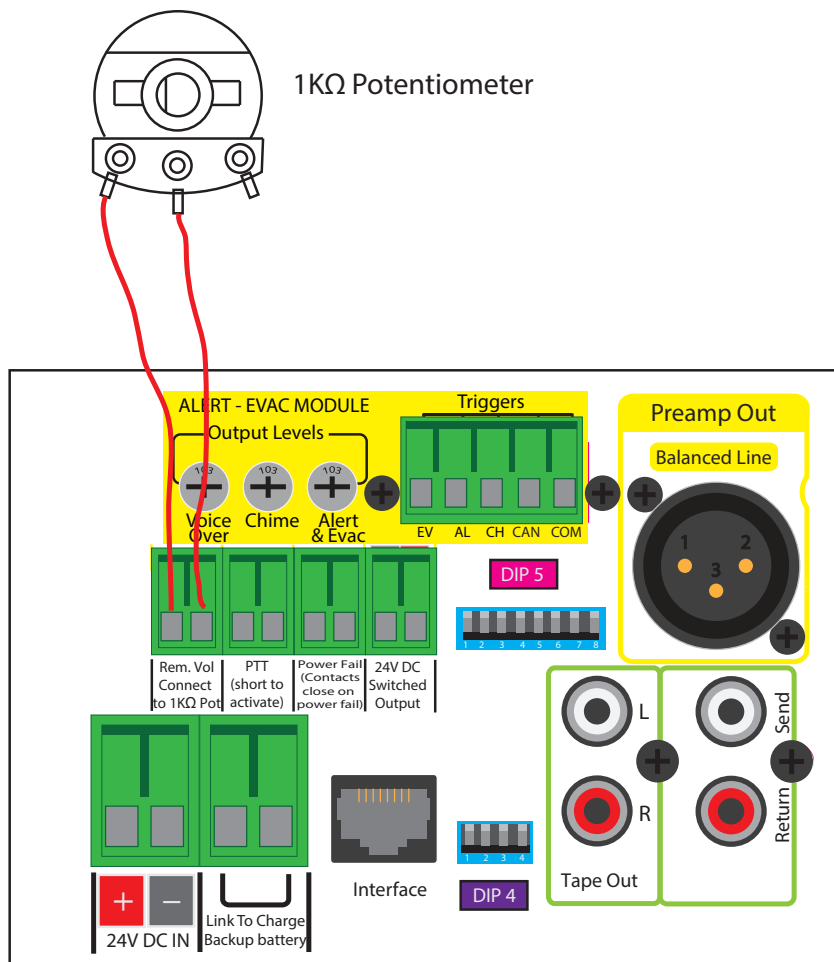 1KΩ Potentiometer
ALERT - EVAC MODULE
Output Levels
103
103
103
Voice
Over
Chime
Alert
& Evac
Triggers
EV AL CH CAN COM
Preamp Out
Balanced Line
1
2
3
DIP 5
1 2 3 4 5 6 7 8
Rem. Vol
Connect
to 1KΩ Pot
PTT
(short to
activate)
Power Fail
(Contacts
close on
power fail)
24V DC
Switched
Output
L
R
Tape Out
Send
Return
+ −
24V DC IN
Link To Charge
Backup battery
Interface
1 2 3 4
DIP 4